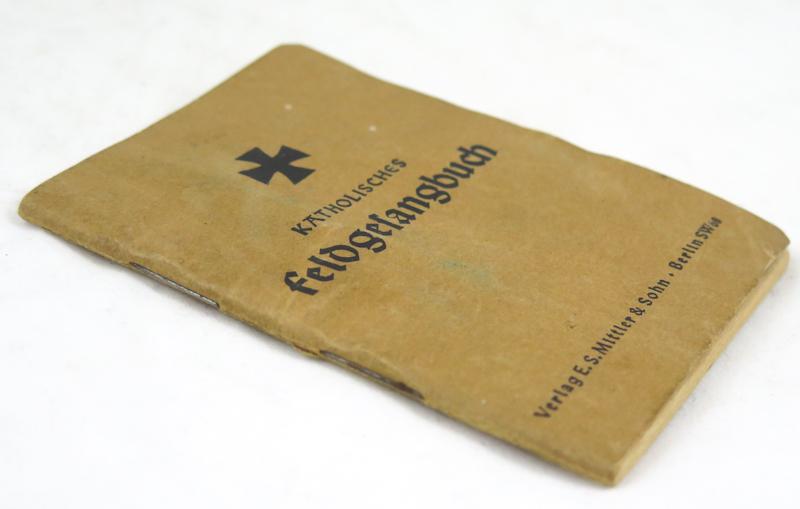 KATHOLISCHES
Feldgesangbuch
Verlag E. S. Mittler & Sohn · Berlin SW 68